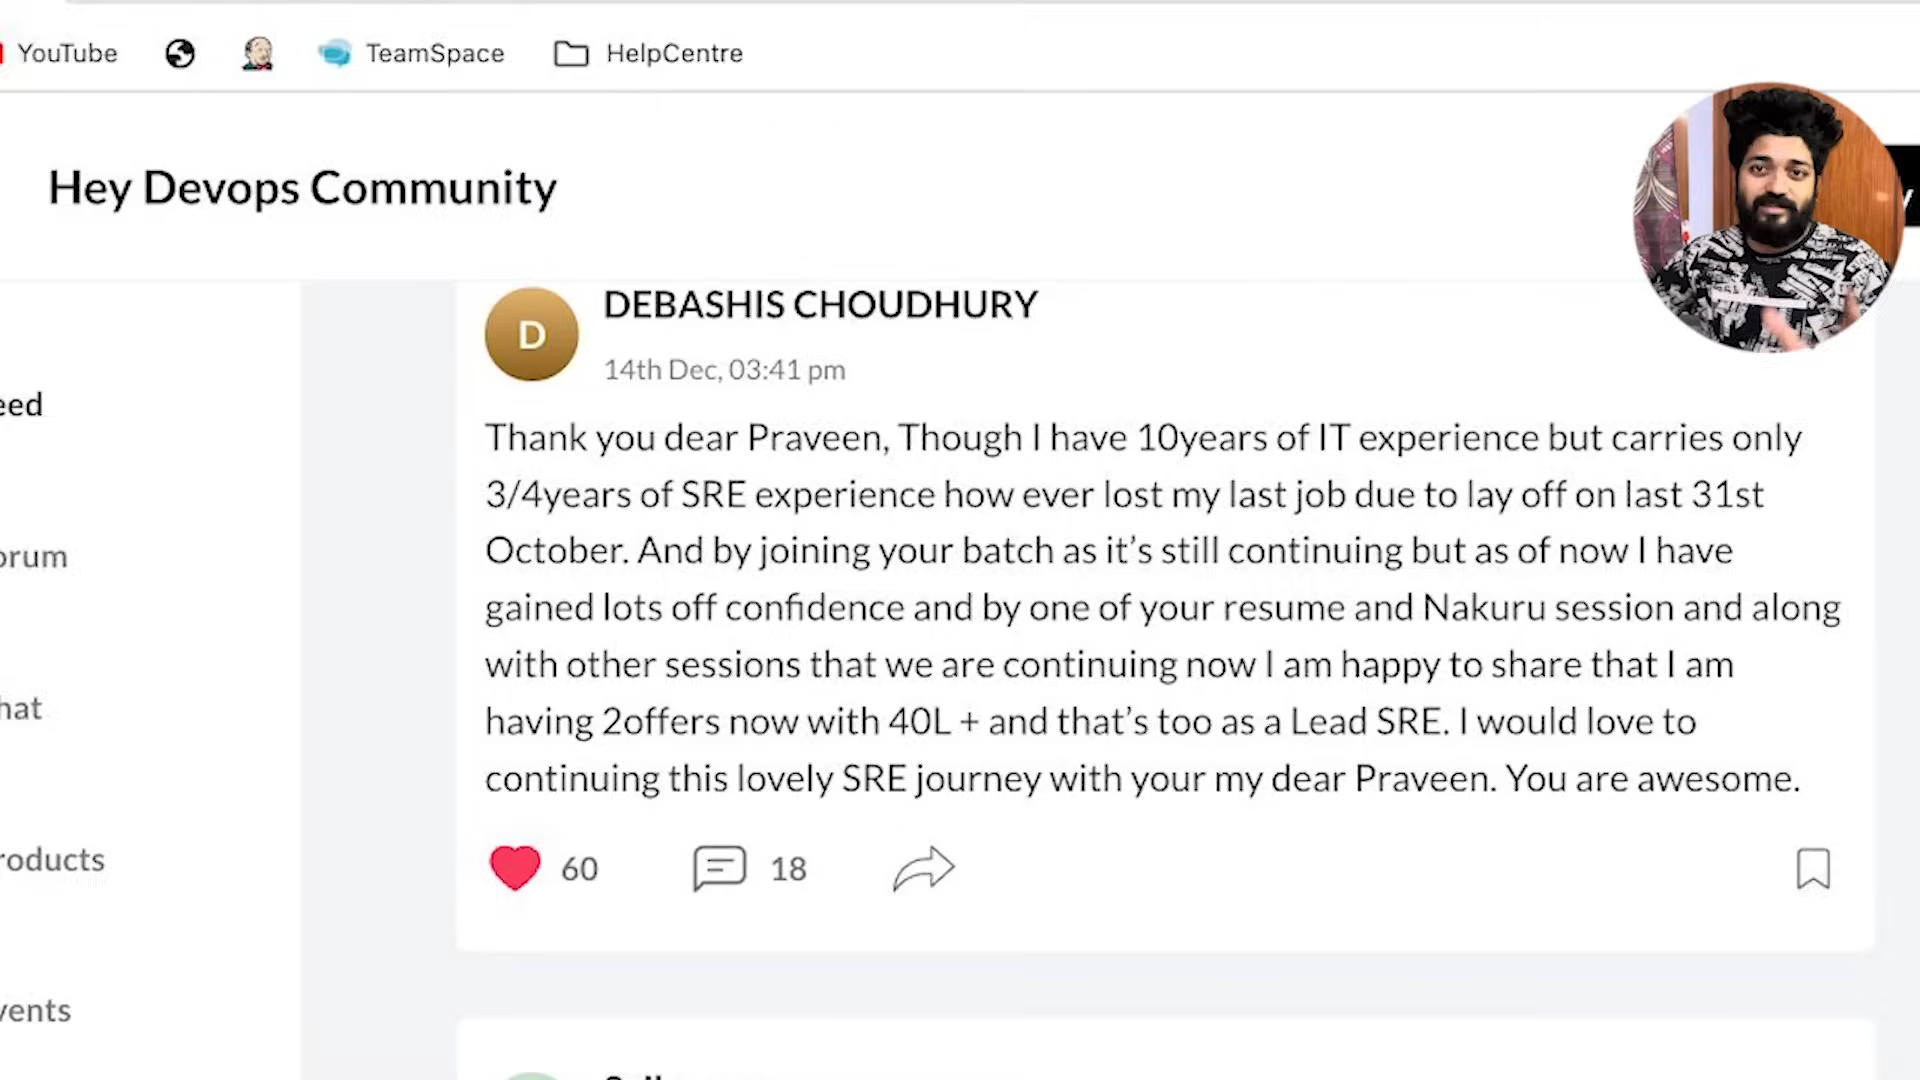 YouTube TeamSpace HelpCentre
Hey Devops Community
D DEBASHIS CHOUDHURY
14th Dec, 03:41 pm
eed
Thank you dear Praveen, Though I have 10years of IT experience but carries only
3/4years of SRE experience how ever lost my last job due to lay off on last 31st
October. And by joining your batch as it's still continuing but as of now I have
orum
gained lots off confidence and by one of your resume and Nakuru session and along
with other sessions that we are continuing now I am happy to share that I am
hat
having 2offers now with 40L + and that's too as a Lead SRE. I would love to
continuing this lovely SRE journey with your my dear Praveen. You are awesome.
roducts
60 18
vents